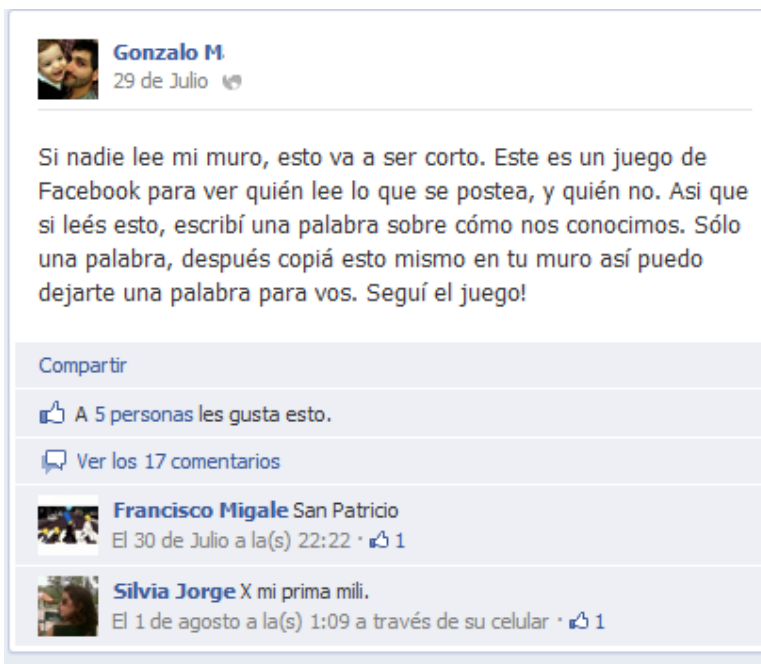 Gonzalo M.
29 de Julio
Si nadie lee mi muro, esto va a ser corto. Este es un juego de
Facebook para ver quién lee lo que se postea, y quién no. Asi que
si leés esto, escribí una palabra sobre cómo nos conocimos. Sólo
una palabra, después copiá esto mismo en tu muro así puedo
dejarte una palabra para vos. Seguí el juego!
Compartir
A 5 personas les gusta esto.
Ver los 17 comentarios
Francisco Migale San Patricio
El 30 de Julio a la(s) 22:22 · 1
Silvia Jorge X mi prima mili.
El 1 de agosto a la(s) 1:09 a través de su celular · 1